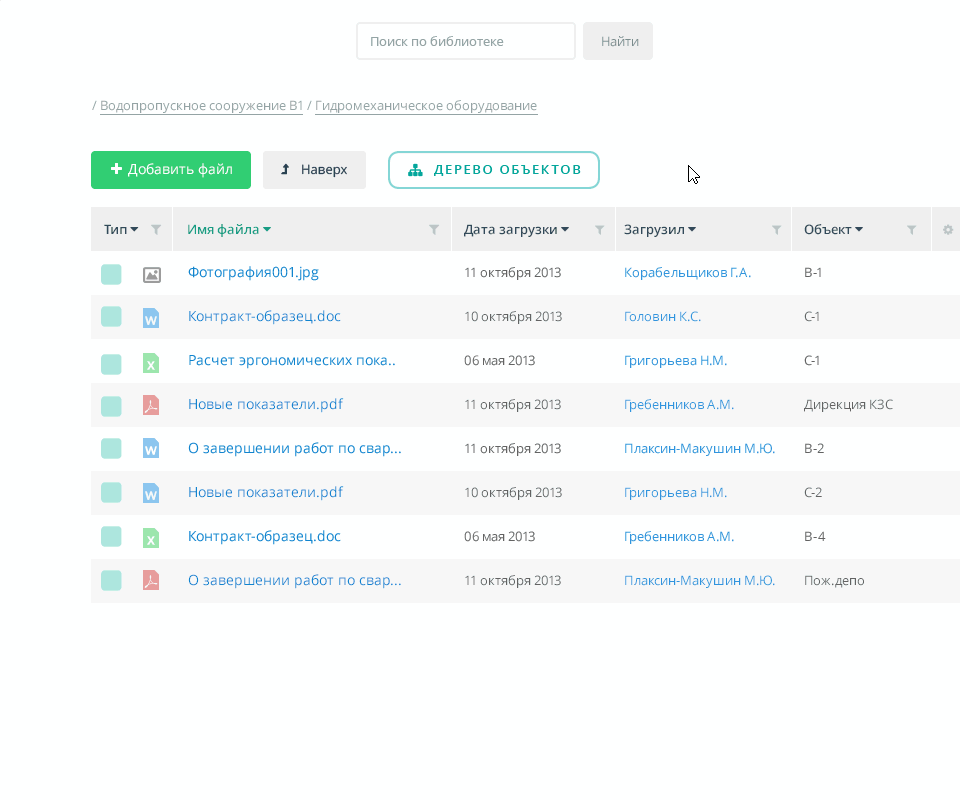 Поиск по библиотеке Найти
/ Водопропускное сооружение В1 / Гидромеханическое оборудование
Добавить файл Наверх ДЕРЕВО ОБЪЕКТОВ
Тип Имя файла Дата загрузки Загрузил Объект
Фотография001.jpg 11 октября 2013 Корабельщиков Г.А. В-1
W Контракт-образец.doc 10 октября 2013 Головин К.С. С-1
X Расчет эргономических пока.. 06 мая 2013 Григорьева Н.М. С-1
Новые показатели.pdf 11 октября 2013 Гребенников А.М. Дирекция КЗС
W О завершении работ по свар... 11 октября 2013 Плаксин-Макушин М.Ю. В-2
W Новые показатели.pdf 10 октября 2013 Григорьева Н.М. С-2
X Контракт-образец.doc 06 мая 2013 Гребенников А.М. В-4
О завершении работ по свар... 11 октября 2013 Плаксин-Макушин М.Ю. Пож.депо